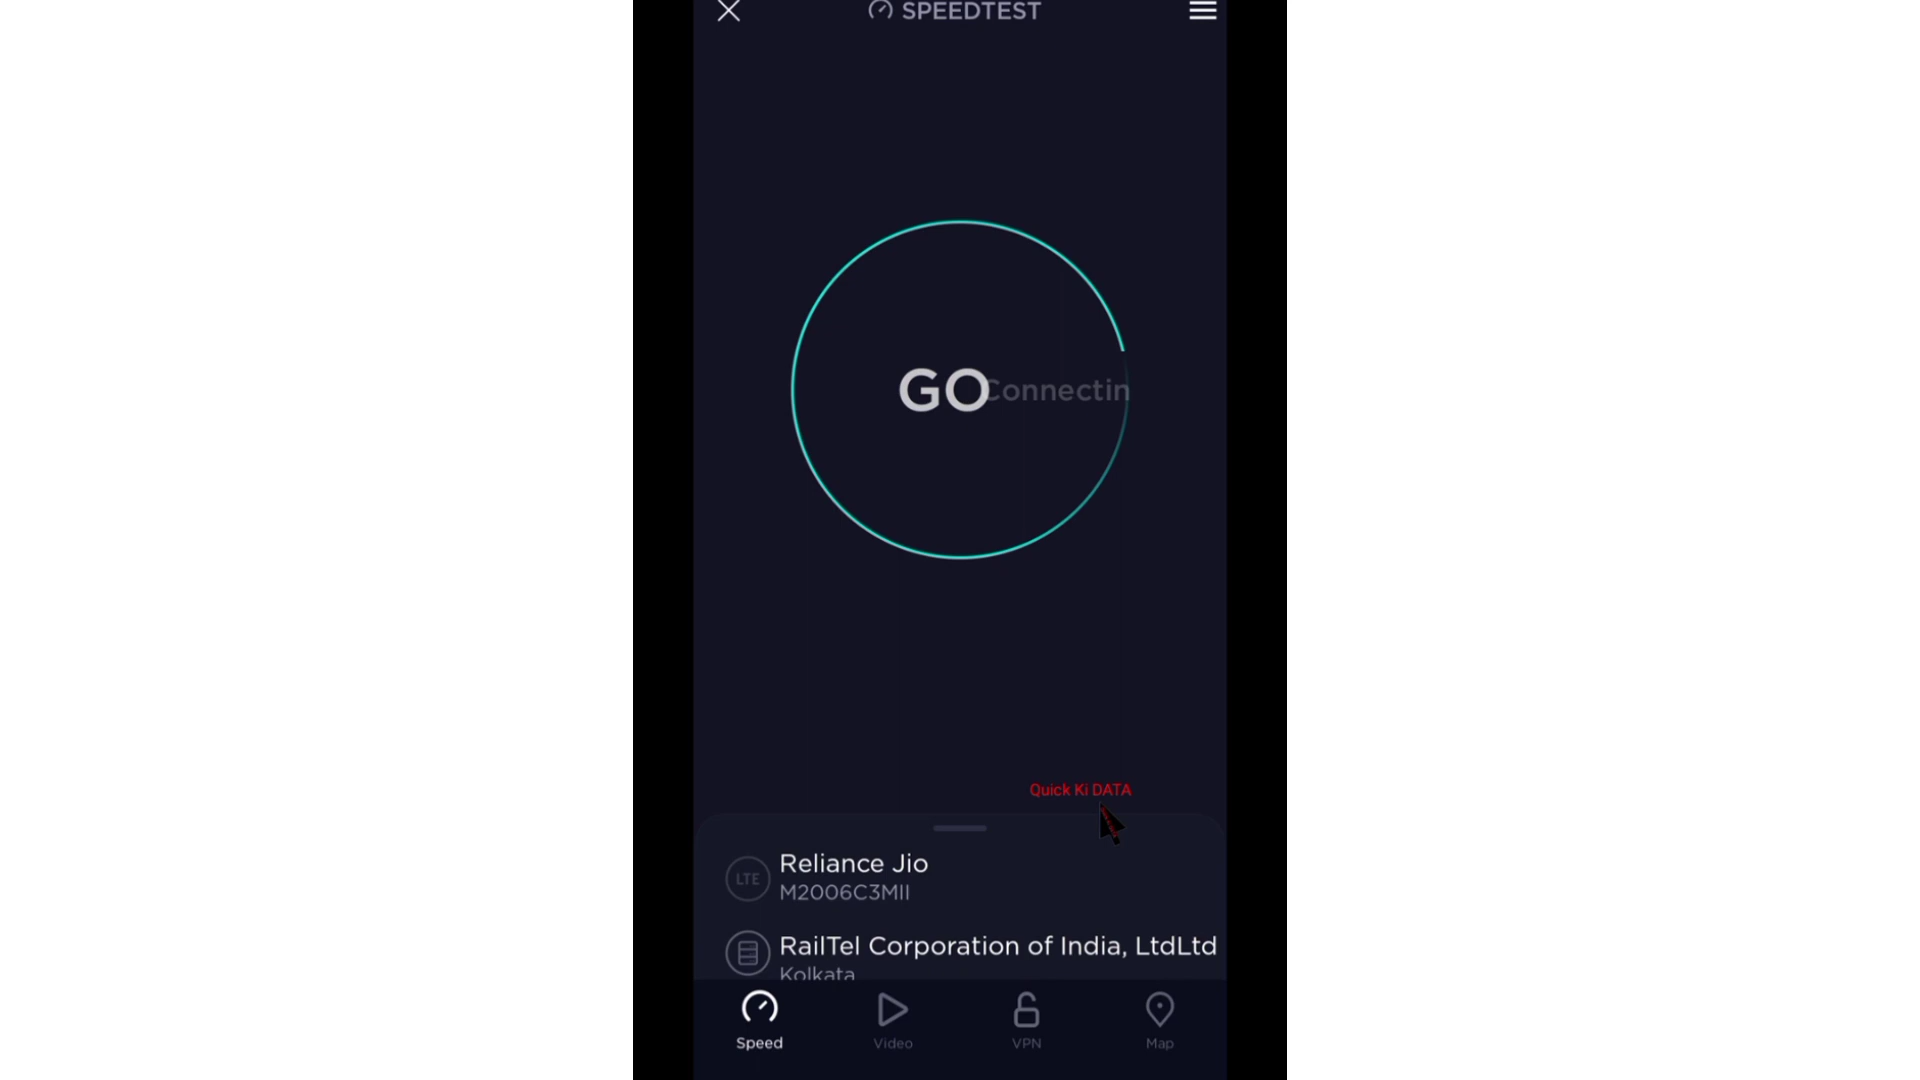 SPEEDTEST
GO
Connectin
Quick Ki DATA
LTE
Reliance Jio
M2006C3MII
RailTel Corporation of India, LtdLtd
Kolkata
Speed
Video
VPN
Map